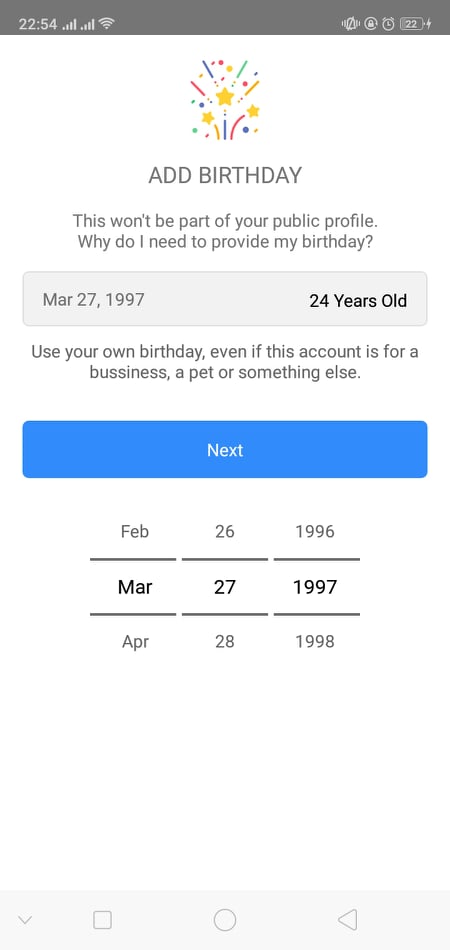 22:54
22
ADD BIRTHDAY
This won't be part of your public profile.
Why do I need to provide my birthday?
Mar 27, 1997 24 Years Old
Use your own birthday, even if this account is for a
bussiness, a pet or something else.
Next
Feb 26 1996
Mar 27 1997
Apr 28 1998